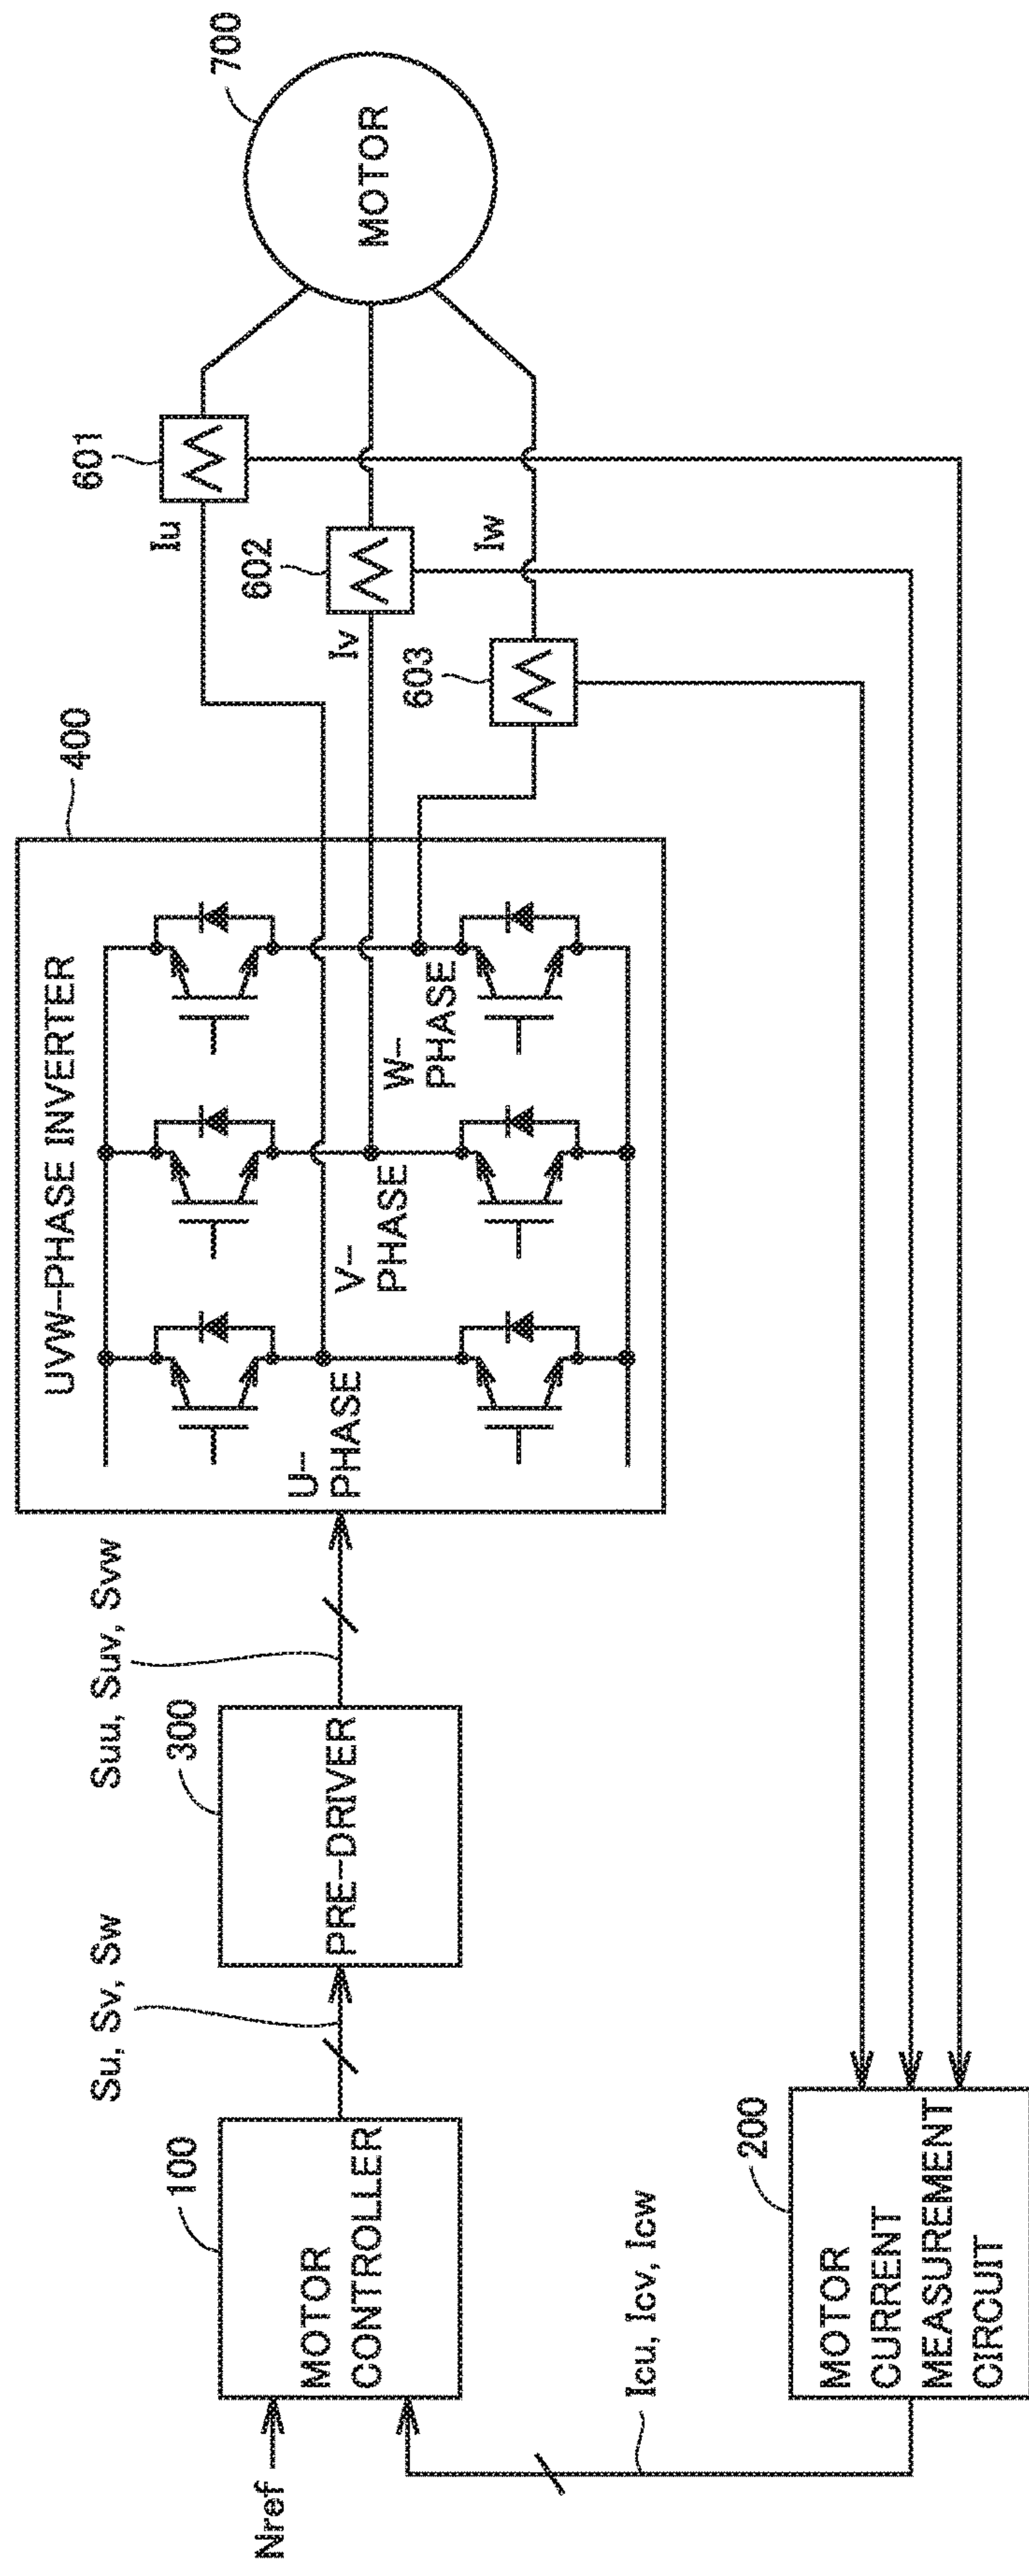 Nref
100
MOTOR
CONTROLLER
Su, Sv, Sw
300
PRE-DRIVER
Suu, Suv, Svw
UVW-PHASE INVERTER
400
U-
PHASE
V-
PHASE
W-
PHASE
Iu
601
Iv
602
Iw
603
700
MOTOR
Icu, Icv, Icw
200
MOTOR
CURRENT
MEASUREMENT
CIRCUIT